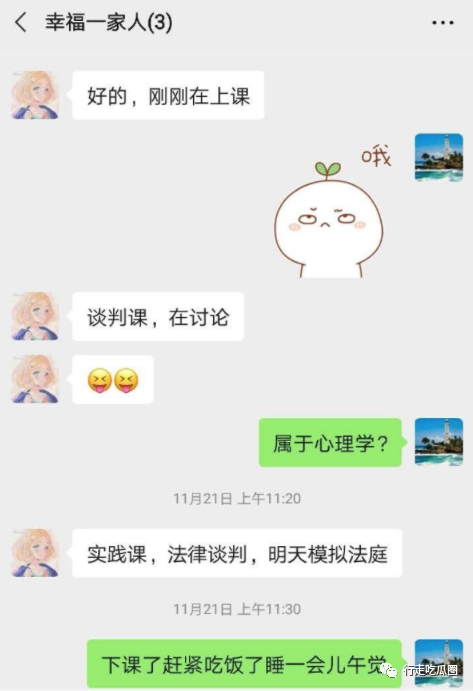 幸福一家人(3)
好的，刚刚在上课
哦
谈判课，在讨论
属于心理学？
11月21日 上午11:20
实践课，法律谈判，明天模拟法庭
11月21日 上午11:30
下课了赶紧吃饭了睡一会儿午觉
行走吃瓜圈